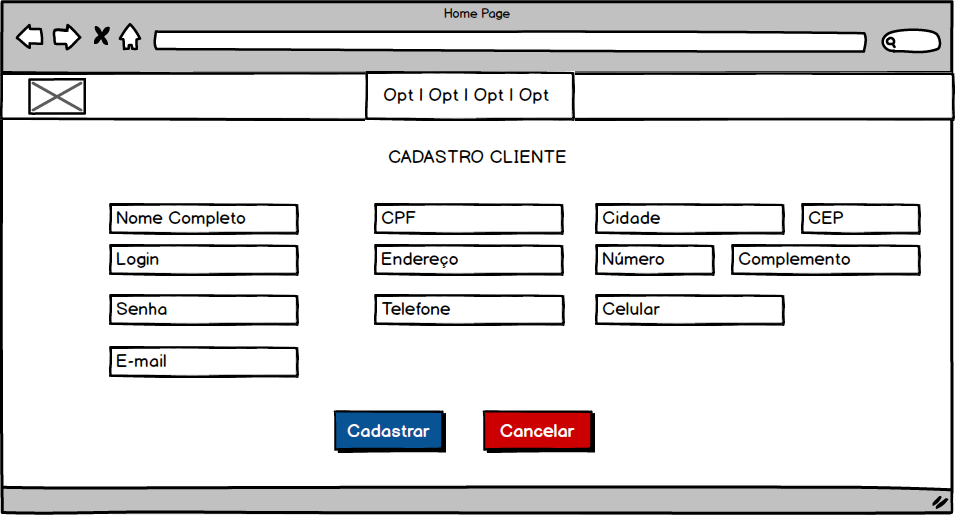 Home Page
Opt | Opt | Opt | Opt
CADASTRO CLIENTE
Nome Completo CPF Cidade CEP
Login Endereço Número Complemento
Senha Telefone Celular
E-mail
Cadastrar Cancelar